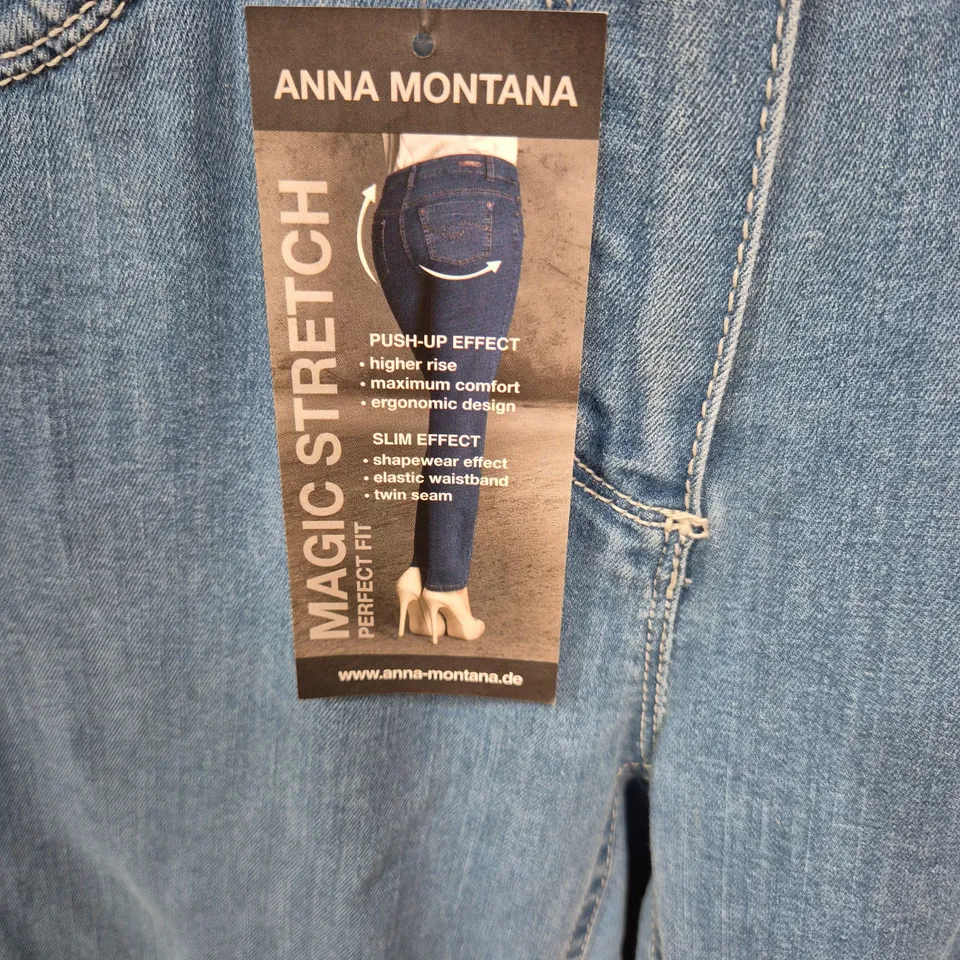 ANNA MONTANA
MAGIC STRETCH
PERFECT FIT
PUSH-UP EFFECT
• higher rise
• maximum comfort
• ergonomic design
SLIM EFFECT
• shapewear effect
• elastic waistband
• twin seam
www.anna-montana.de